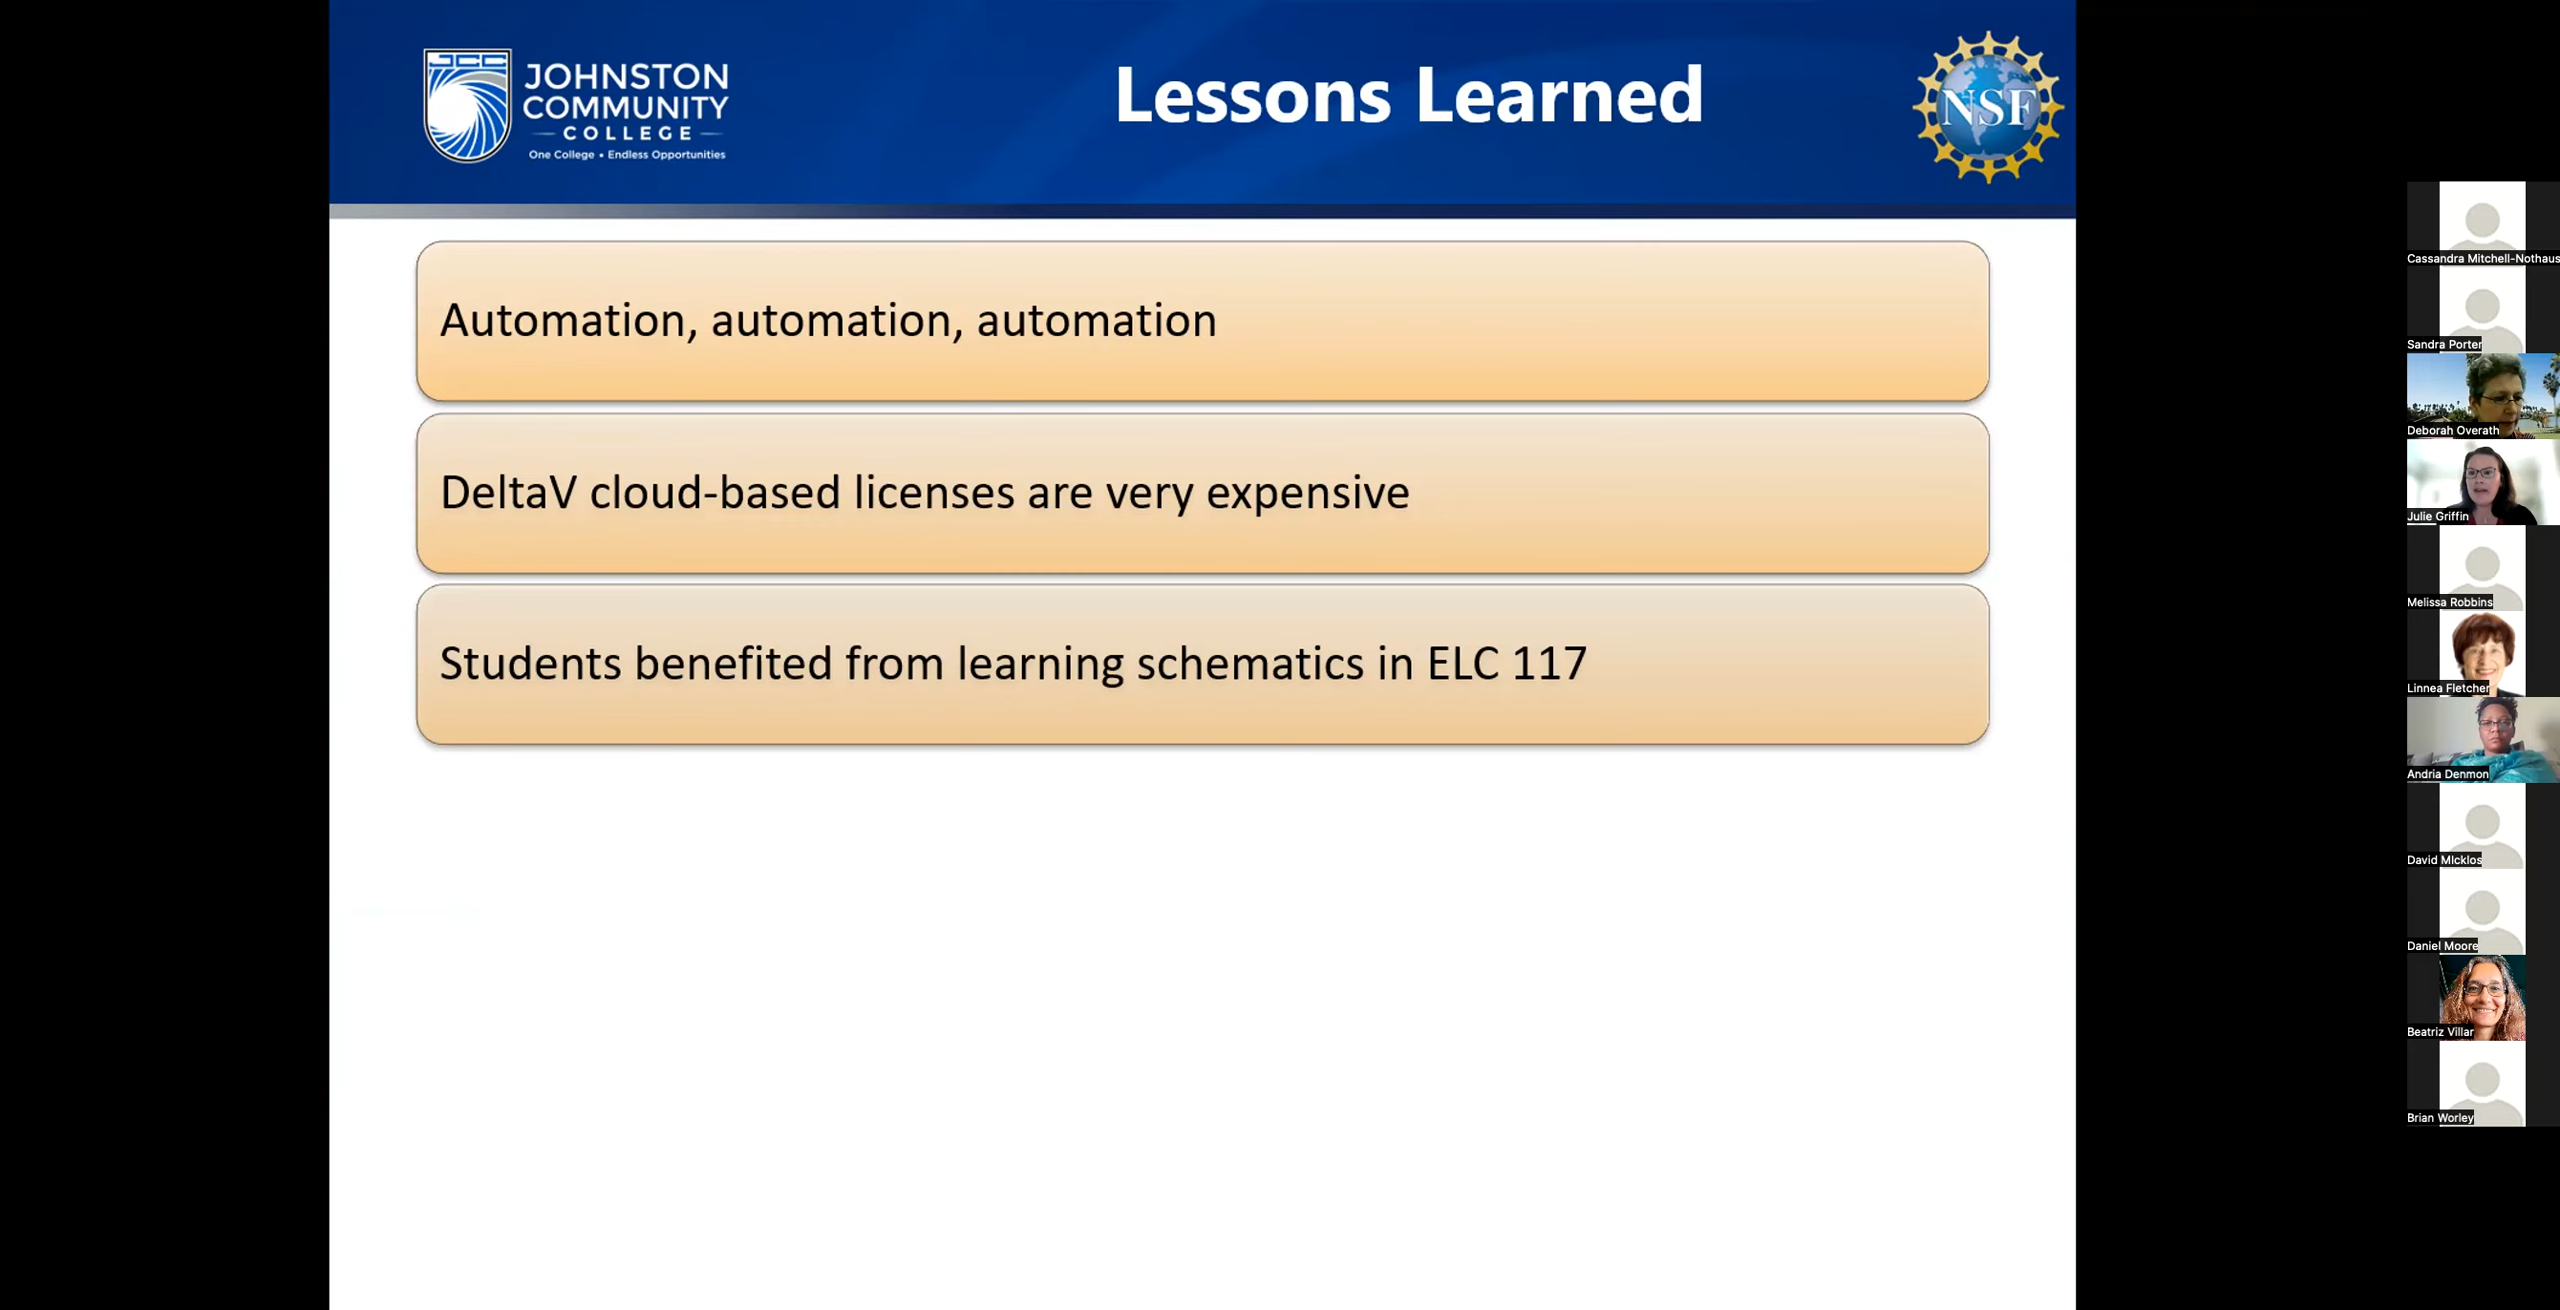 JCC
JOHNSTON
COMMUNITY
COLLEGE
One College • Endless Opportunities
Lessons Learned
NSF
Automation, automation, automation
DeltaV cloud-based licenses are very expensive
Students benefited from learning schematics in ELC 117
Cassandra Mitchell-Nothaus
Sandra Porter
Deborah Overath
Julie Griffin
Melissa Robbins
Linnea Fletcher
Andria Denmon
David MIcklos
Daniel Moore
Beatriz Villar
Brian Worley